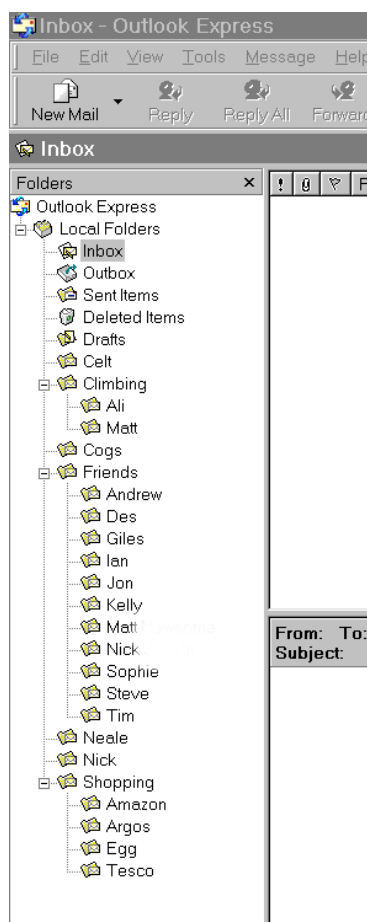 Inbox - Outlook Express
File Edit View Tools Message Help
New Mail Reply Reply All Forward
Inbox
Folders × ! F
Outlook Express
Local Folders
Inbox
Outbox
Sent Items
Deleted Items
Drafts
Celt
Climbing
Ali
Matt
Cogs
Friends
Andrew
Des
Giles
Ian
Jon
Kelly
Matt
Nick
Sophie
Steve
Tim
Neale
Nick
Shopping
Amazon
Argos
Egg
Tesco
From: To:
Subject: